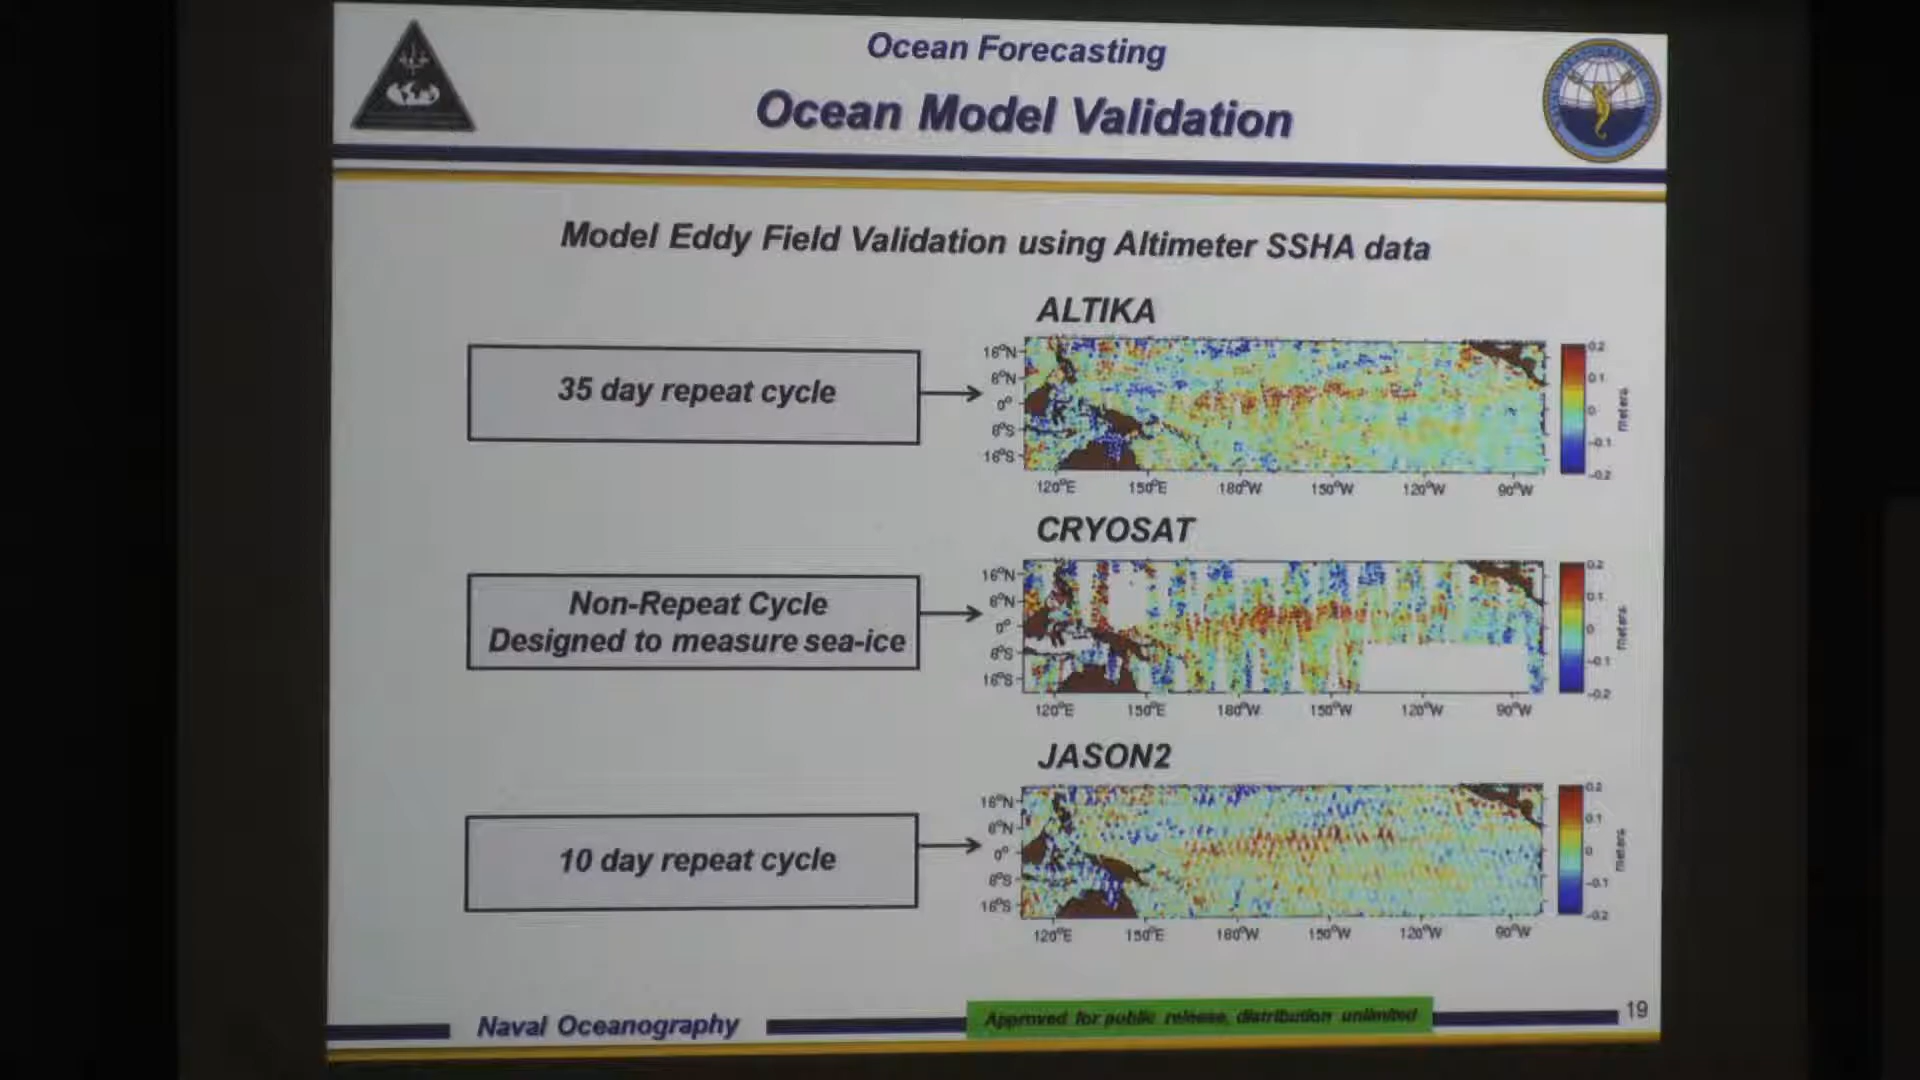 Ocean Forecasting
Ocean Model Validation
Model Eddy Field Validation using Altimeter SSHA data
ALTIKA
35 day repeat cycle
16°N
8°N
0°
8°S
16°S
120°E 150°E 180°W 150°W 120°W 90°W
0.2
0.1
0
-0.1
-0.2
meters
CRYOSAT
Non-Repeat Cycle
Designed to measure sea-ice
16°N
8°N
0°
8°S
16°S
120°E 150°E 180°W 150°W 120°W 90°W
0.2
0.1
0
-0.1
-0.2
meters
JASON2
10 day repeat cycle
16°N
8°N
0°
8°S
16°S
120°E 150°E 180°W 150°W 120°W 90°W
0.2
0.1
0
-0.1
-0.2
meters
Naval Oceanography
Approved for public release, distribution unlimited
19